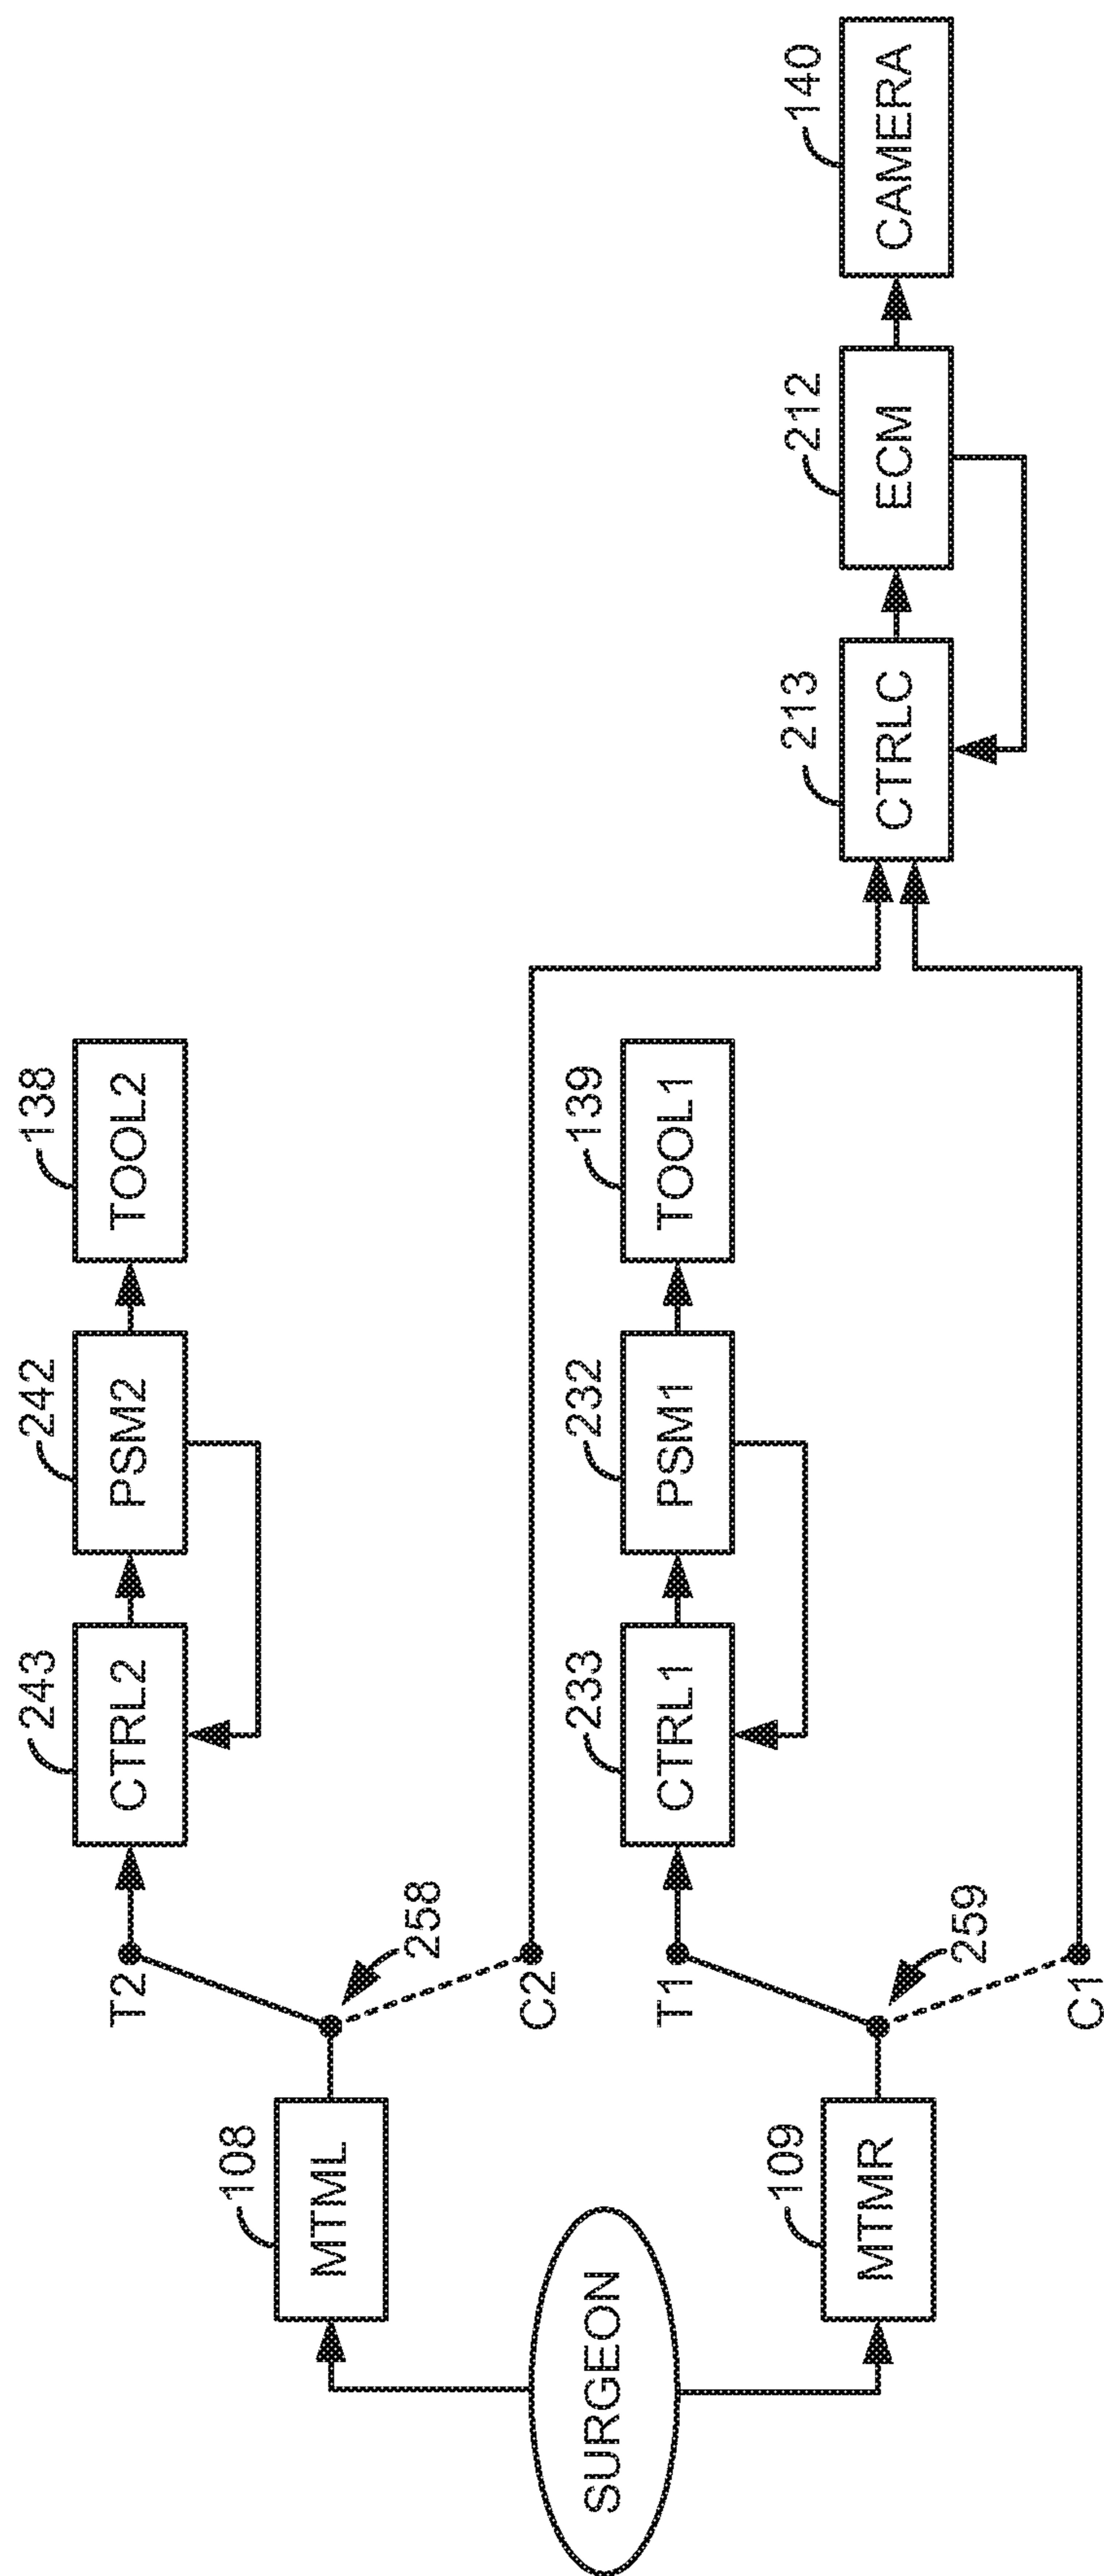 243
CTRL2
242
PSM2
138
TOOL2
T2
108
MTML
258
C2
SURGEON
233
CTRL1
232
PSM1
139
TOOL1
T1
109
MTMR
259
C1
213
CTRLC
212
ECM
140
CAMERA